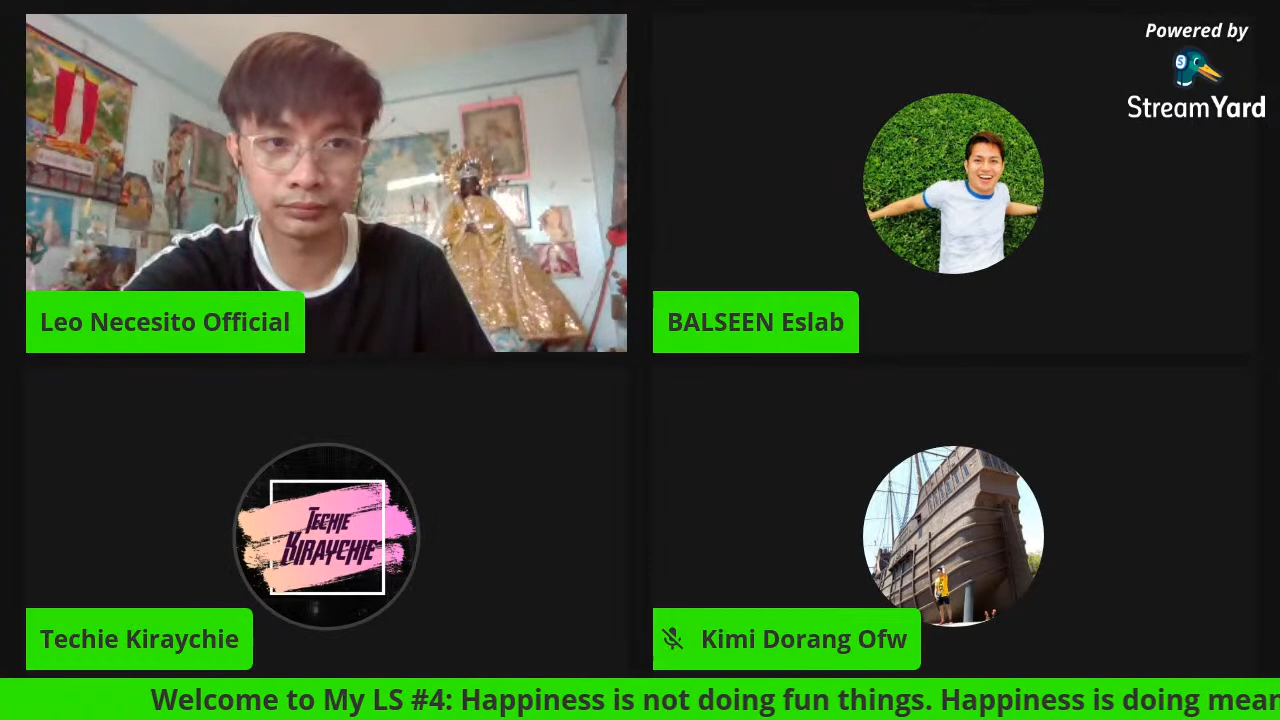 Powered by
StreamYard
Leo Necesito Official
BALSEEN Eslab
TECHIE
KIRAYCHIE
Techie Kiraychie
Kimi Dorang Ofw
Welcome to My LS #4: Happiness is not doing fun things. Happiness is doing mean